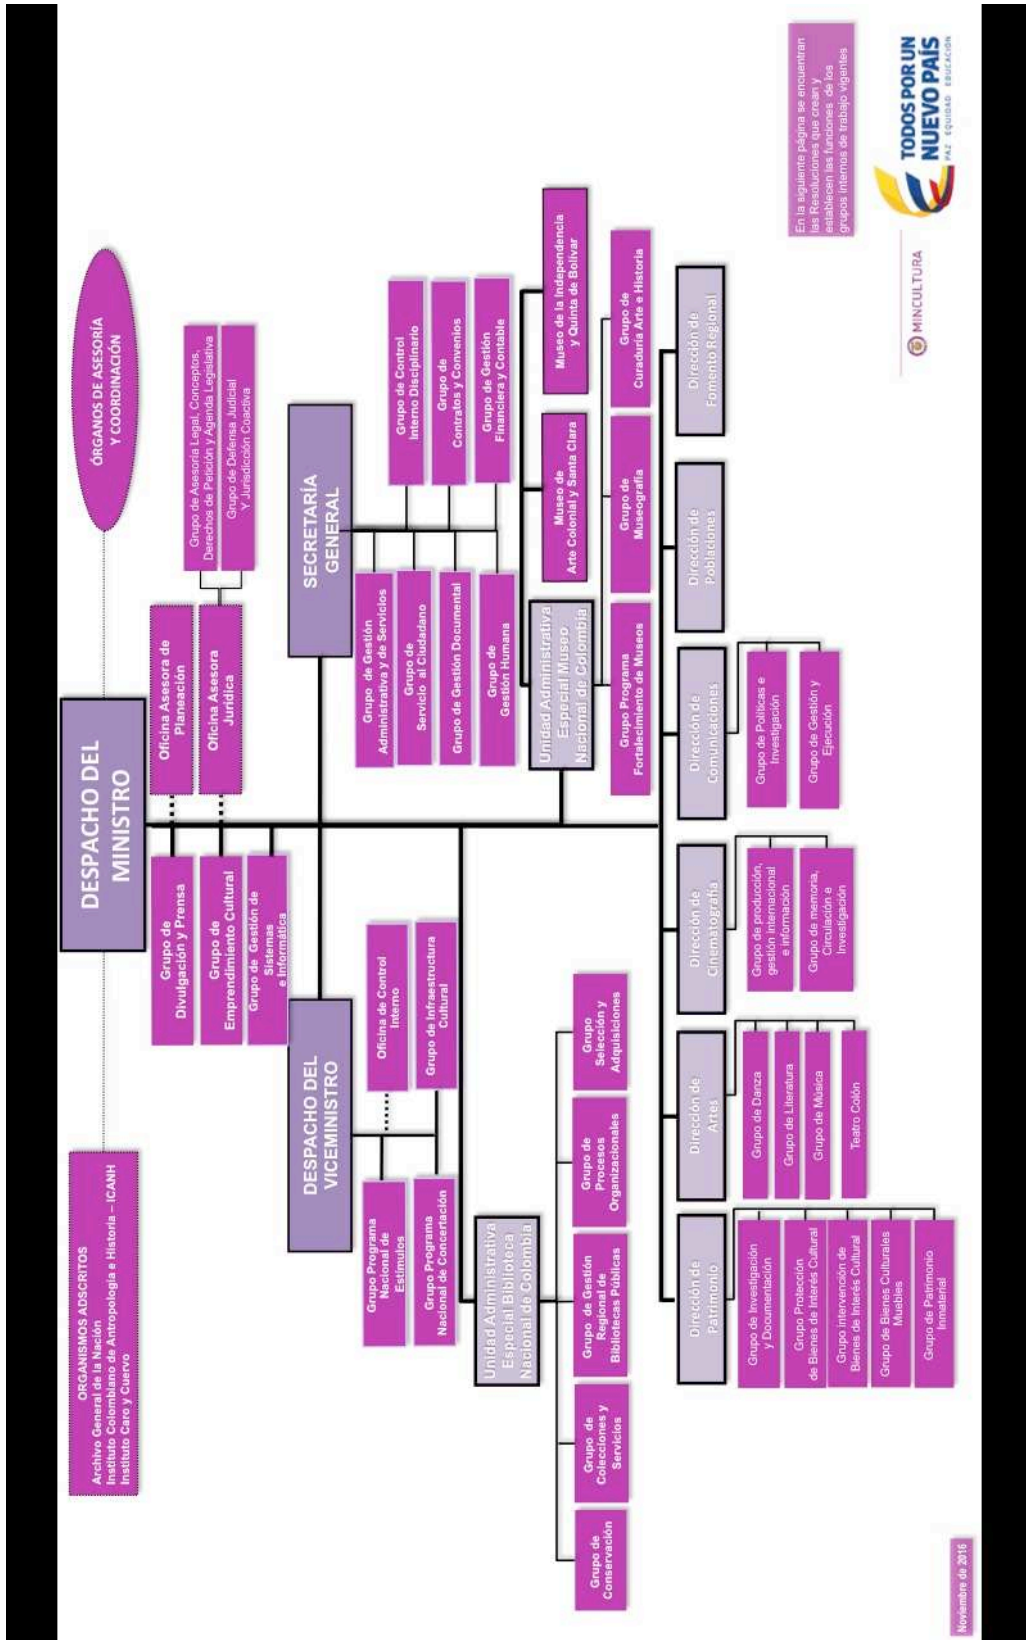 ORGANISMOS ADSCRITOS
Archivo General de la Nación
Instituto Colombiano de Antropología e Historia – ICANH
Instituto Caro y Cuervo
DESPACHO DEL
MINISTRO
ÓRGANOS DE ASESORÍA
Y COORDINACIÓN
Grupo de
Divulgación y Prensa
Oficina Asesora de
Planeación
Grupo de
Emprendimiento Cultural
Oficina Asesora
Jurídica
Grupo de Gestión de
Sistemas
e Informática
Grupo de Asesoría Legal, Conceptos,
Derechos de Petición y Agenda Legislativa
Grupo de Defensa Judicial
Y Jurisdicción Coactiva
DESPACHO DEL
VICEMINISTRO
Grupo Programa
Nacional de
Estímulos
Oficina de Control
Interno
Grupo Programa
Nacional de Concertación
Grupo de Infraestructura
Cultural
SECRETARÍA
GENERAL
Grupo de Gestión
Administrativa y de Servicios
Grupo de Control
Interno Disciplinario
Grupo de
Servicio al Ciudadano
Grupo de
Contratos y Convenios
Grupo de Gestión Documental
Grupo de Gestión
Financiera y Contable
Grupo de
Gestión Humana
Unidad Administrativa
Especial Biblioteca
Nacional de Colombia
Grupo de
Conservación
Grupo de
Colecciones y
Servicios
Grupo de Gestión
Regional de
Bibliotecas Públicas
Grupo de
Procesos
Organizacionales
Grupo
Selección y
Adquisiciones
Unidad Administrativa
Especial Museo
Nacional de Colombia
Museo de
Arte Colonial y Santa Clara
Museo de la Independencia
y Quinta de Bolívar
Grupo Programa
Fortalecimiento de Museos
Grupo de
Museografía
Grupo de
Curaduría Arte e Historia
Dirección de
Patrimonio
Grupo de Investigación
y Documentación
Grupo Protección
de Bienes de Interés Cultural
Grupo intervención de
Bienes de Interés Cultural
Grupo de Bienes Culturales
Muebles
Grupo de Patrimonio
Inmaterial
Dirección de
Artes
Grupo de Danza
Grupo de Literatura
Grupo de Música
Teatro Colón
Dirección de
Cinematografía
Grupo de producción,
gestión Internacional
e información
Grupo de memoria,
Circulación e
Investigación
Dirección de
Comunicaciones
Grupo de Políticas e
Investigación
Grupo de Gestión y
Ejecución
Dirección de
Poblaciones
Dirección de
Fomento Regional
En la siguiente página se encuentran
las Resoluciones que crean y
establecen las funciones de los
grupos internos de trabajo vigentes
Noviembre de 2016
MINCULTURA
TODOS POR UN
NUEVO PAÍS
PAZ EQUIDAD EDUCACIÓN